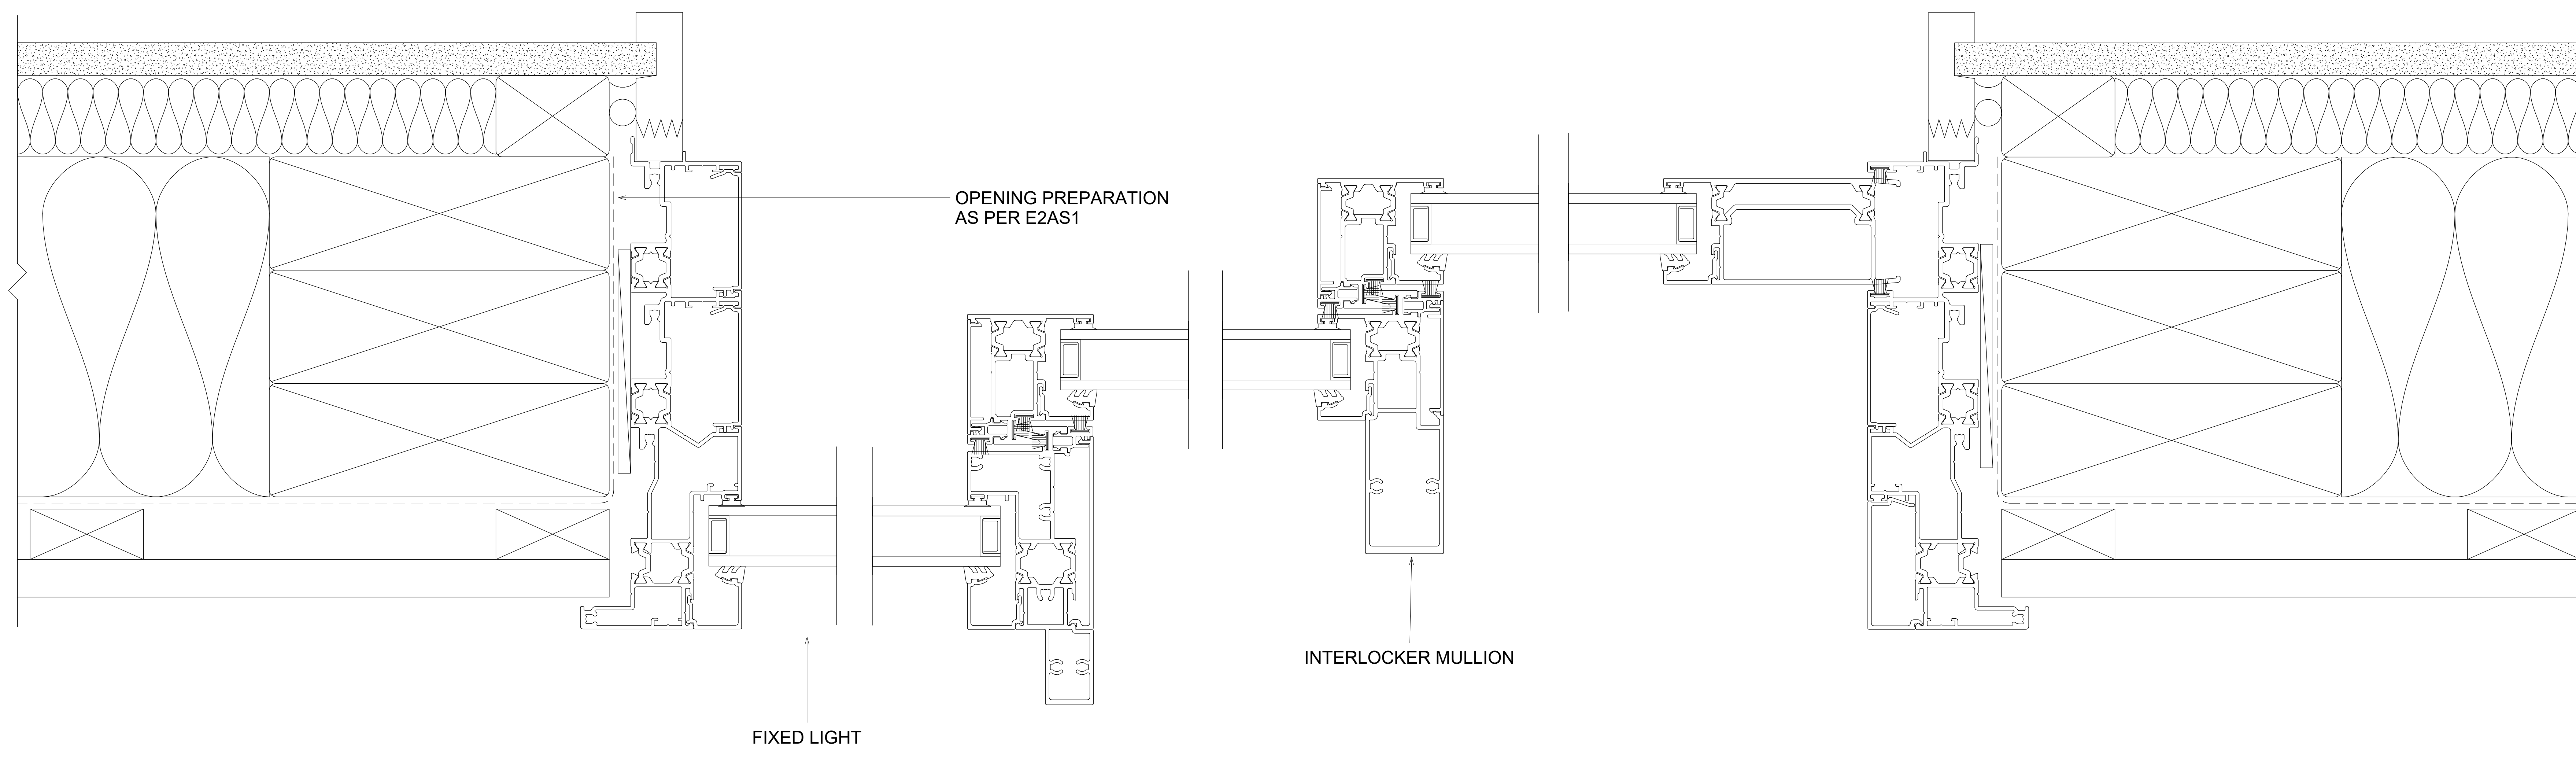 OPENING PREPARATION
AS PER E2AS1
INTERLOCKER MULLION
FIXED LIGHT